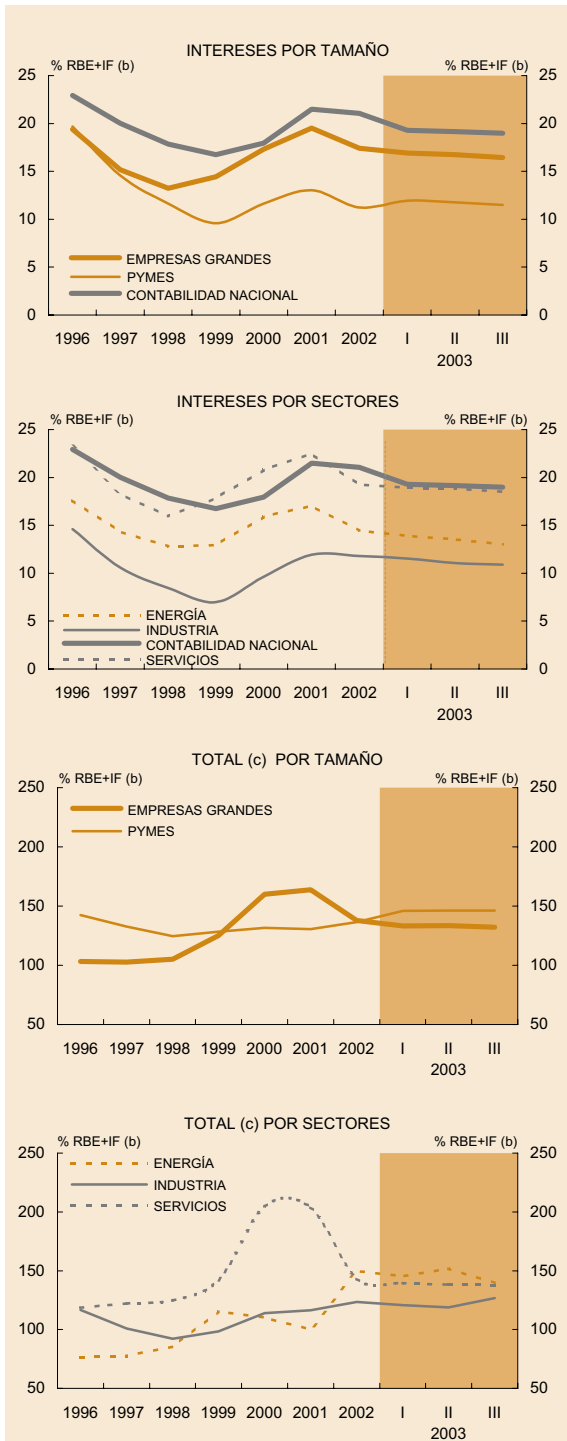 INTERESES POR TAMAÑO
% RBE+IF (b) % RBE+IF (b)
25 25
20 20
15 15
10 10
5 5
0 0
EMPRESAS GRANDES
PYMES
CONTABILIDAD NACIONAL
1996 1997 1998 1999 2000 2001 2002 I II III
2003
INTERESES POR SECTORES
% RBE+IF (b) % RBE+IF (b)
25 25
20 20
15 15
10 10
5 5
0 0
ENERGÍA
INDUSTRIA
CONTABILIDAD NACIONAL
SERVICIOS
1996 1997 1998 1999 2000 2001 2002 I II III
2003
TOTAL (c) POR TAMAÑO
% RBE+IF (b) % RBE+IF (b)
250 250
200 200
150 150
100 100
50 50
EMPRESAS GRANDES
PYMES
1996 1997 1998 1999 2000 2001 2002 I II III
2003
TOTAL (c) POR SECTORES
% RBE+IF (b) % RBE+IF (b)
250 250
200 200
150 150
100 100
50 50
ENERGÍA
INDUSTRIA
SERVICIOS
1996 1997 1998 1999 2000 2001 2002 I II III
2003